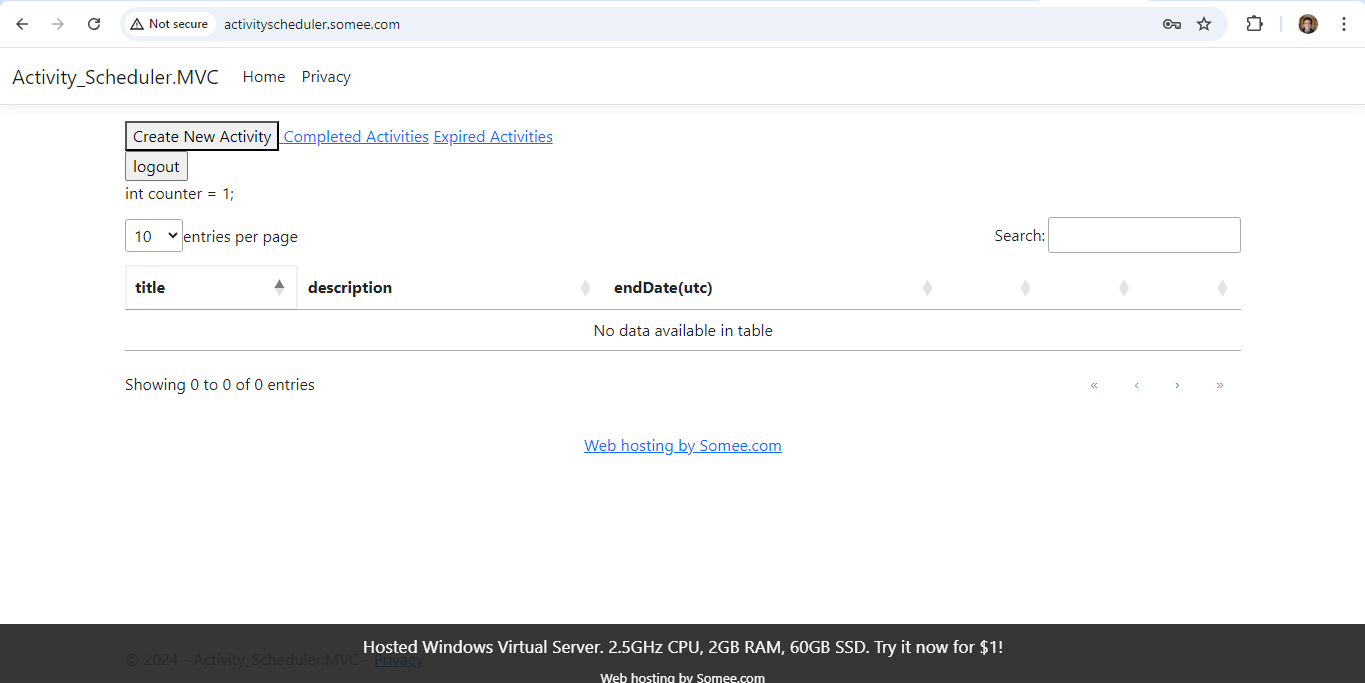 Not secure activityscheduler.somee.com
Activity_Scheduler.MVC Home Privacy
Create New Activity Completed Activities Expired Activities
logout
int counter = 1;
10 entries per page Search:
title description endDate(utc)
No data available in table
Showing 0 to 0 of 0 entries « ‹ › »
Web hosting by Somee.com
Hosted Windows Virtual Server. 2.5GHz CPU, 2GB RAM, 60GB SSD. Try it now for $1!
© 2024 - Activity_Scheduler.MVC - Privacy
Web hosting by Somee.com